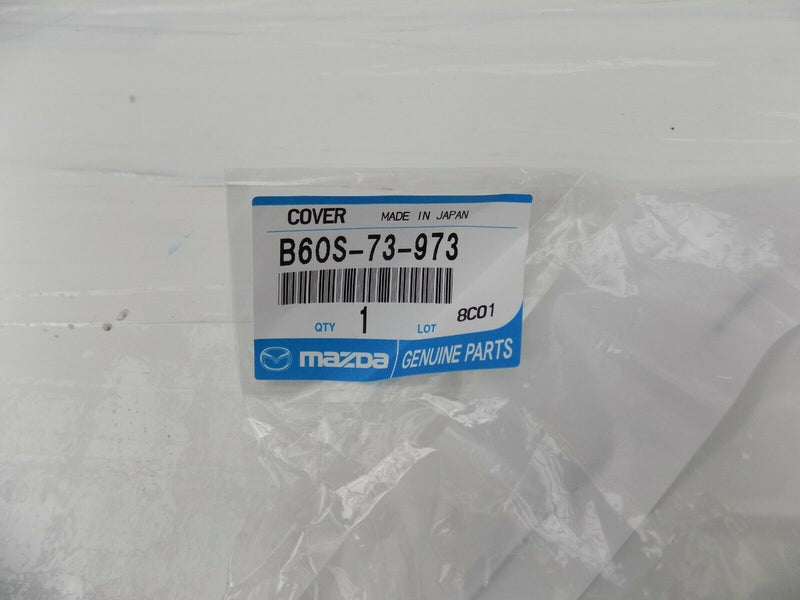 COVER MADE IN JAPAN
B60S-73-973
QTY 1 LOT 8C01
mazda GENUINE PARTS